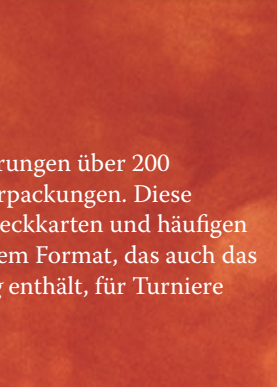 rungen über 200
rpackungen. Diese
eckkarten und häufigen
em Format, das auch das
g enthält, für Turniere